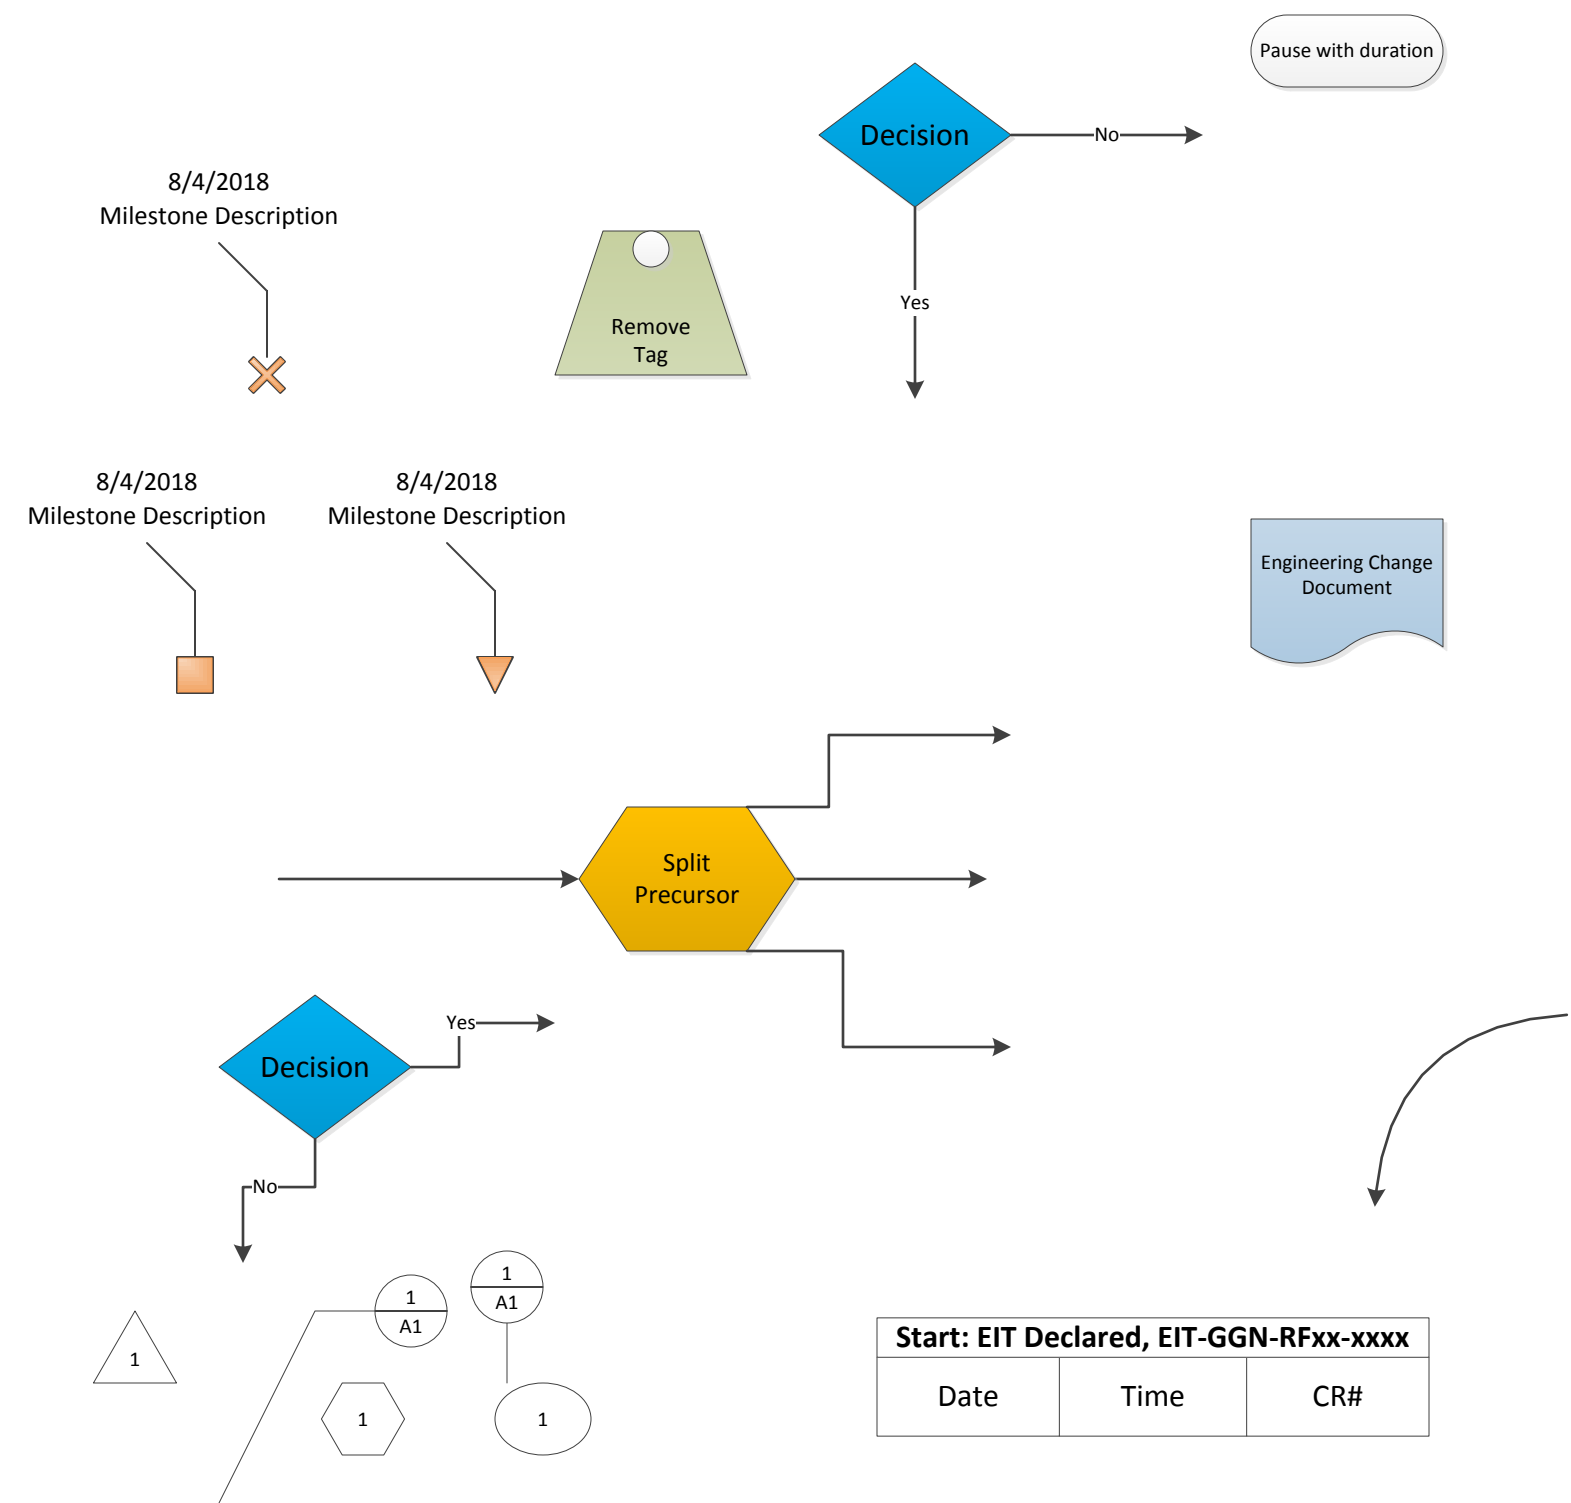 Pause with duration
Decision
No
8/4/2018
Milestone Description
Yes
Remove
Tag
8/4/2018
Milestone Description
8/4/2018
Milestone Description
Engineering Change
Document
Split
Precursor
Yes
Decision
No
1
A1
1
A1
1
1
1
Start: EIT Declared, EIT-GGN-RFxx-xxxx
Date Time CR#